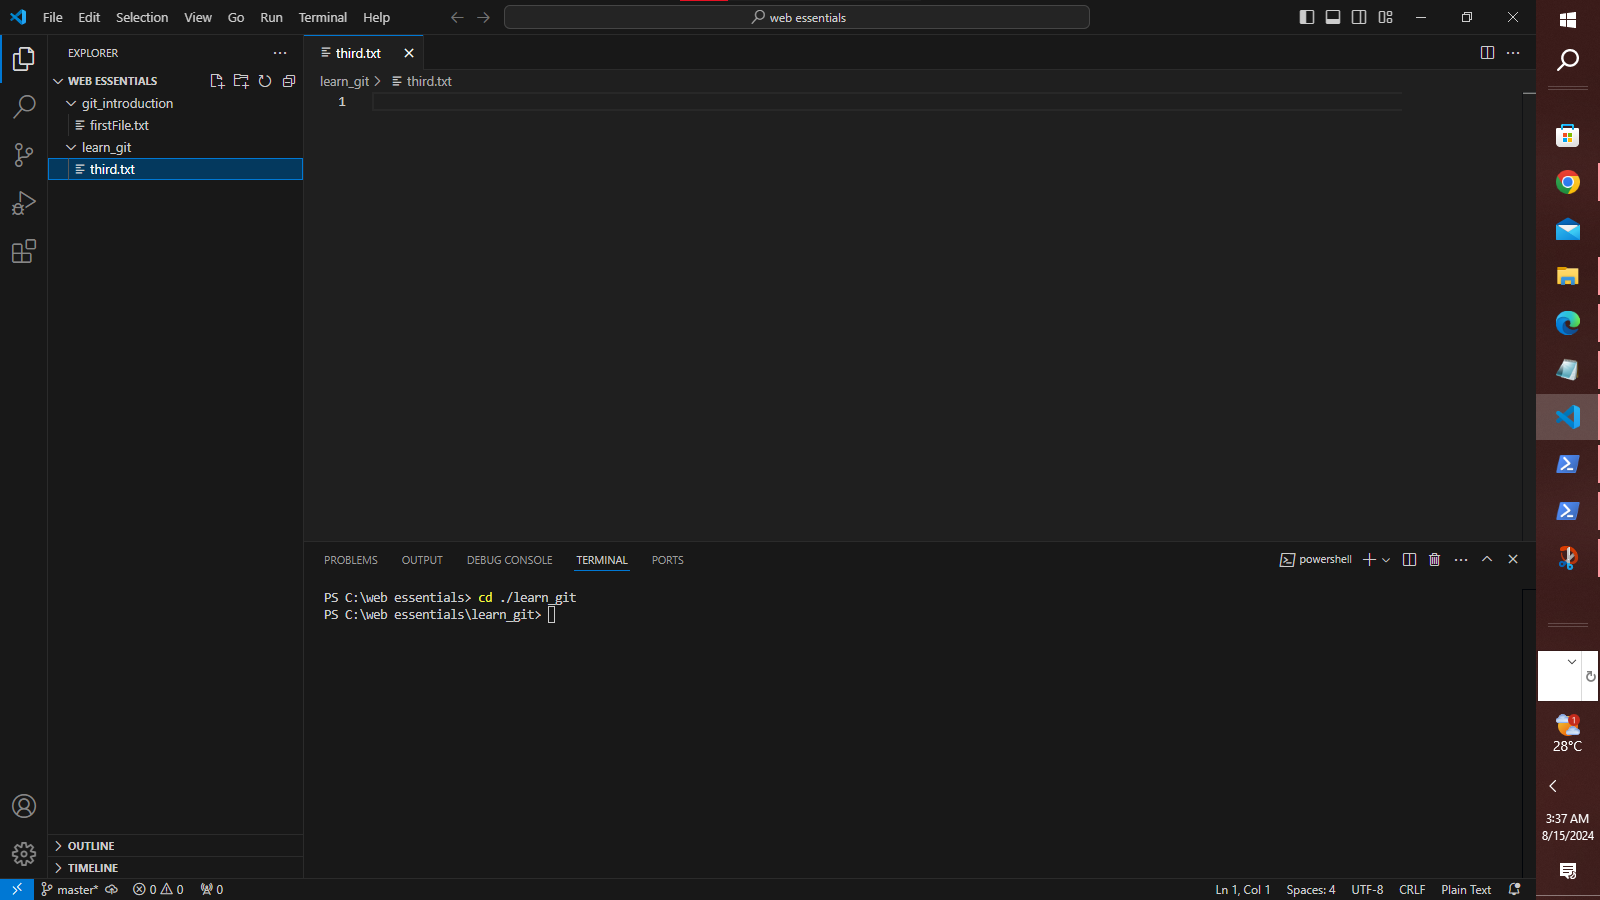 File Edit Selection View Go Run Terminal Help
web essentials
EXPLORER
WEB ESSENTIALS
git_introduction
firstFile.txt
learn_git
third.txt
OUTLINE
TIMELINE
third.txt
learn_git > third.txt
1
PROBLEMS OUTPUT DEBUG CONSOLE TERMINAL PORTS
powershell
PS C:\web essentials> cd ./learn_git
PS C:\web essentials\learn_git>
master* 0 0 0
Ln 1, Col 1 Spaces: 4 UTF-8 CRLF Plain Text
1
28°C
3:37 AM
8/15/2024